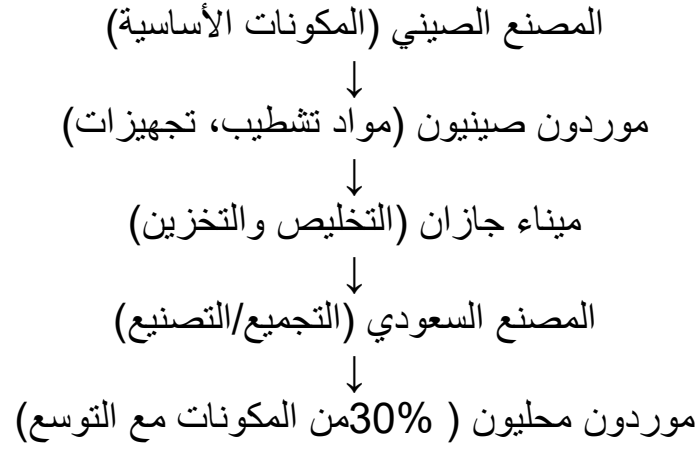 المصنع الصيني (المكونات الأساسية)
↓
موردون صينيون (مواد تشطيب، تجهيزات)
↓
ميناء جازان (التخليص والتخزين)
↓
المصنع السعودي (التجميع/التصنيع)
↓
موردون محليون ( 30%من المكونات مع التوسع)